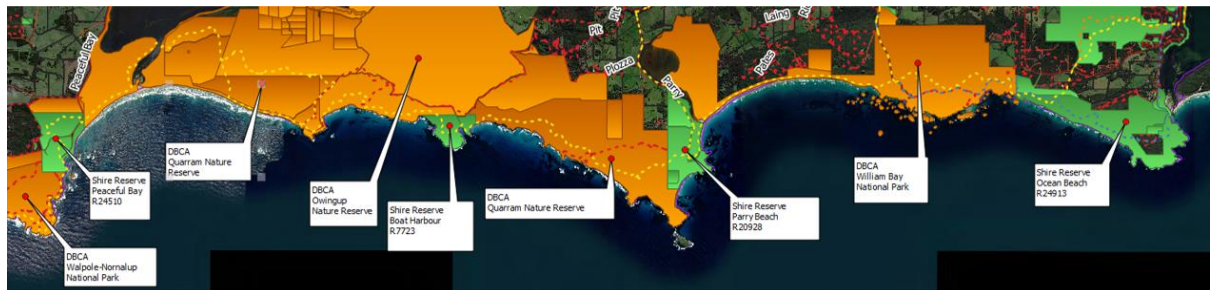 Peaceful Bay
Pit
Pit
Plozza
Parry
Pates
Laing
DBCA
Walpole-Nornalup
National Park
Shire Reserve
Peaceful Bay
R24510
DBCA
Quarram Nature
Reserve
DBCA
Owingup
Nature Reserve
Shire Reserve
Boat Harbour
R7723
DBCA
Quarram Nature Reserve
Shire Reserve
Parry Beach
R20928
DBCA
William Bay
National Park
Shire Reserve
Ocean Beach
R24913